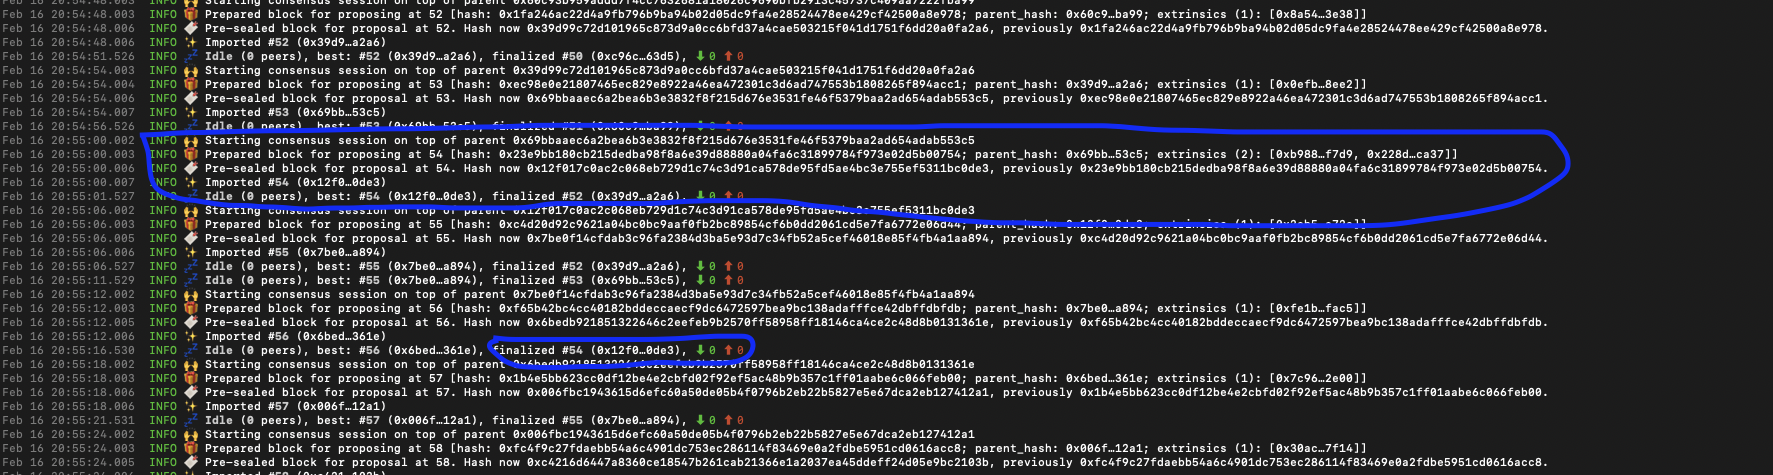 Feb 16 20:54:48.003 INFO Prepared block for proposing at 52 [hash: 0x1fa246ac22d4a9fb796b9ba94b02d05dc9fa4e28524478ee429cf42500a8e978; parent_hash: 0x60c9…ba99; extrinsics (1): [0x8a54…3e38]]
Feb 16 20:54:48.006 INFO Pre-sealed block for proposal at 52. Hash now 0x39d99c72d101965c873d9a0cc6bfd37a4cae503215f041d1751f6dd20a0fa2a6, previously 0x1fa246ac22d4a9fb796b9ba94b02d05dc9fa4e28524478ee429cf42500a8e978.
Feb 16 20:54:48.006 INFO Imported #52 (0x39d9…a2a6)
Feb 16 20:54:51.526 INFO Idle (0 peers), best: #52 (0x39d9…a2a6), finalized #50 (0xc96c…63d5), ⬇ 0 ⬆ 0
Feb 16 20:54:54.003 INFO Starting consensus session on top of parent 0x39d99c72d101965c873d9a0cc6bfd37a4cae503215f041d1751f6dd20a0fa2a6
Feb 16 20:54:54.004 INFO Prepared block for proposing at 53 [hash: 0xec98e0e21807465ec829e8922a46ea472301c3d6ad747553b1808265f894acc1; parent_hash: 0x39d9…a2a6; extrinsics (1): [0x0efb…8ee2]]
Feb 16 20:54:54.006 INFO Pre-sealed block for proposal at 53. Hash now 0x69bbaaec6a2bea6b3e3832f8f215d676e3531fe46f5379baa2ad654adab553c5, previously 0xec98e0e21807465ec829e8922a46ea472301c3d6ad747553b1808265f894acc1.
Feb 16 20:54:54.007 INFO Imported #53 (0x69bb…53c5)
Feb 16 20:54:56.526 INFO Idle (0 peers), best: #53
Feb 16 20:55:00.002 INFO Starting consensus session on top of parent 0x69bbaaec6a2bea6b3e3832f8f215d676e3531fe46f5379baa2ad654adab553c5
Feb 16 20:55:00.003 INFO Prepared block for proposing at 54 [hash: 0x23e9bb180cb215dedba98f8a6e39d88880a04fa6c31899784f973e02d5b00754; parent_hash: 0x69bb…53c5; extrinsics (2): [0xb988…f7d9, 0x228d…ca37]]
Feb 16 20:55:00.006 INFO Pre-sealed block for proposal at 54. Hash now 0x12f017c0ac2c068eb729d1c74c3d91ca578de95fd5ae4bc3e755ef5311bc0de3, previously 0x23e9bb180cb215dedba98f8a6e39d88880a04fa6c31899784f973e02d5b00754.
Feb 16 20:55:00.007 INFO Imported #54 (0x12f0…0de3)
Feb 16 20:55:01.527 INFO Idle (0 peers), best: #54 (0x12f0…0de3), finalized #52 (0x39d9…a2a6), ⬇ 0 ⬆ 0
Feb 16 20:55:06.002 INFO Starting consensus session on top of parent
Feb 16 20:55:06.003 INFO Prepared block for proposing at 55 [hash: 0xc4d20d92c9621a04bc0bc9aaf0fb2bc89854cf6b0dd2061cd5e7fa6772e06d44; parent_hash:
Feb 16 20:55:06.005 INFO Pre-sealed block for proposal at 55. Hash now 0x7be0f14cfdab3c96fa2384d3ba5e93d7c34fb52a5cef46018e85f4fb4a1aa894, previously 0xc4d20d92c9621a04bc0bc9aaf0fb2bc89854cf6b0dd2061cd5e7fa6772e06d44.
Feb 16 20:55:06.006 INFO Imported #55 (0x7be0…a894)
Feb 16 20:55:06.527 INFO Idle (0 peers), best: #55 (0x7be0…a894), finalized #52 (0x39d9…a2a6), ⬇ 0 ⬆ 0
Feb 16 20:55:11.529 INFO Idle (0 peers), best: #55 (0x7be0…a894), finalized #53 (0x69bb…53c5), ⬇ 0 ⬆ 0
Feb 16 20:55:12.002 INFO Starting consensus session on top of parent 0x7be0f14cfdab3c96fa2384d3ba5e93d7c34fb52a5cef46018e85f4fb4a1aa894
Feb 16 20:55:12.003 INFO Prepared block for proposing at 56 [hash: 0xf65b42bc4cc40182bddeccaecf9dc6472597bea9bc138adafffce42dbffdbfdb; parent_hash: 0x7be0…a894; extrinsics (1): [0xfe1b…fac5]]
Feb 16 20:55:12.005 INFO Pre-sealed block for proposal at 56. Hash now 0x6bedb921851322646c2eefeb9b2570ff58958ff18146ca4ce2c48d8b0131361e, previously 0xf65b42bc4cc40182bddeccaecf9dc6472597bea9bc138adafffce42dbffdbfdb.
Feb 16 20:55:12.006 INFO Imported #56 (0x6bed…361e)
Feb 16 20:55:16.530 INFO Idle (0 peers), best: #56 (0x6bed…361e), finalized #54 (0x12f0…0de3), ⬇ 0 ⬆ 0
Feb 16 20:55:18.002 INFO Starting consensus session on top of parent
Feb 16 20:55:18.003 INFO Prepared block for proposing at 57 [hash: 0x1b4e5bb623cc0df12be4e2cbfd02f92ef5ac48b9b357c1ff01aabe6c066feb00; parent_hash: 0x6bed…361e; extrinsics (1): [0x7c96…2e00]]
Feb 16 20:55:18.006 INFO Pre-sealed block for proposal at 57. Hash now 0x006fbc1943615d6efc60a50de05b4f0796b2eb22b5827e5e67dca2eb127412a1, previously 0x1b4e5bb623cc0df12be4e2cbfd02f92ef5ac48b9b357c1ff01aabe6c066feb00.
Feb 16 20:55:18.006 INFO Imported #57 (0x006f…12a1)
Feb 16 20:55:21.531 INFO Idle (0 peers), best: #57 (0x006f…12a1), finalized #55 (0x7be0…a894), ⬇ 0 ⬆ 0
Feb 16 20:55:24.002 INFO Starting consensus session on top of parent 0x006fbc1943615d6efc60a50de05b4f0796b2eb22b5827e5e67dca2eb127412a1
Feb 16 20:55:24.003 INFO Prepared block for proposing at 58 [hash: 0xfc4f9c27fdaebb54a6c4901dc753ec286114f83469e0a2fdbe5951cd0616acc8; parent_hash: 0x006f…12a1; extrinsics (1): [0x30ac…7f14]]
Feb 16 20:55:24.005 INFO Pre-sealed block for proposal at 58. Hash now 0xc4216d6447a8360ce18547b261cab21366e1a2037ea45ddeff24d05e9bc2103b, previously 0xfc4f9c27fdaebb54a6c4901dc753ec286114f83469e0a2fdbe5951cd0616acc8.